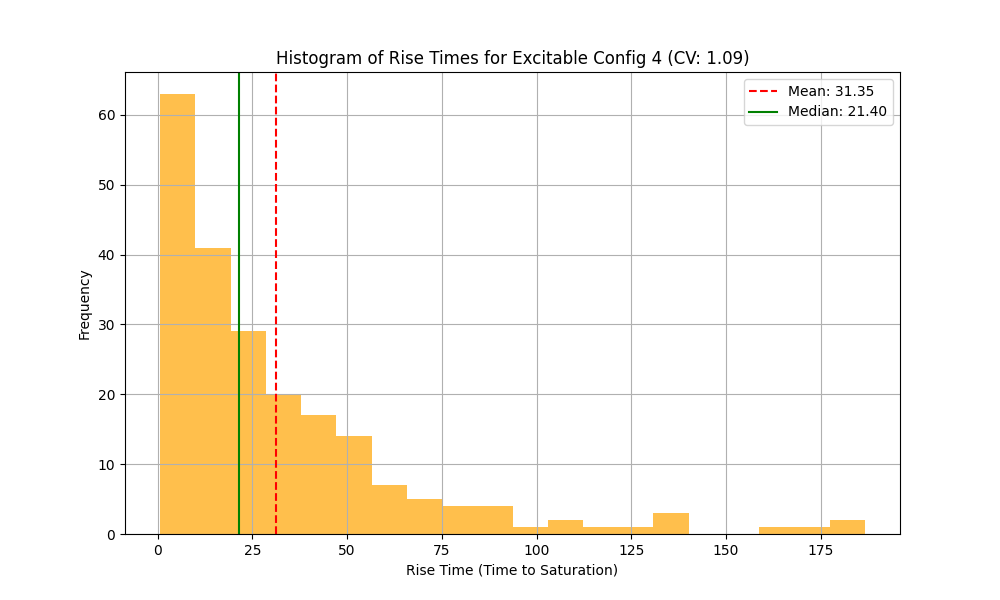 Histogram of Rise Times for Excitable Config 4 (CV: 1.09)
Mean: 31.35
Median: 21.40
Frequency
60
50
40
30
20
10
0
0 25 50 75 100 125 150 175
Rise Time (Time to Saturation)